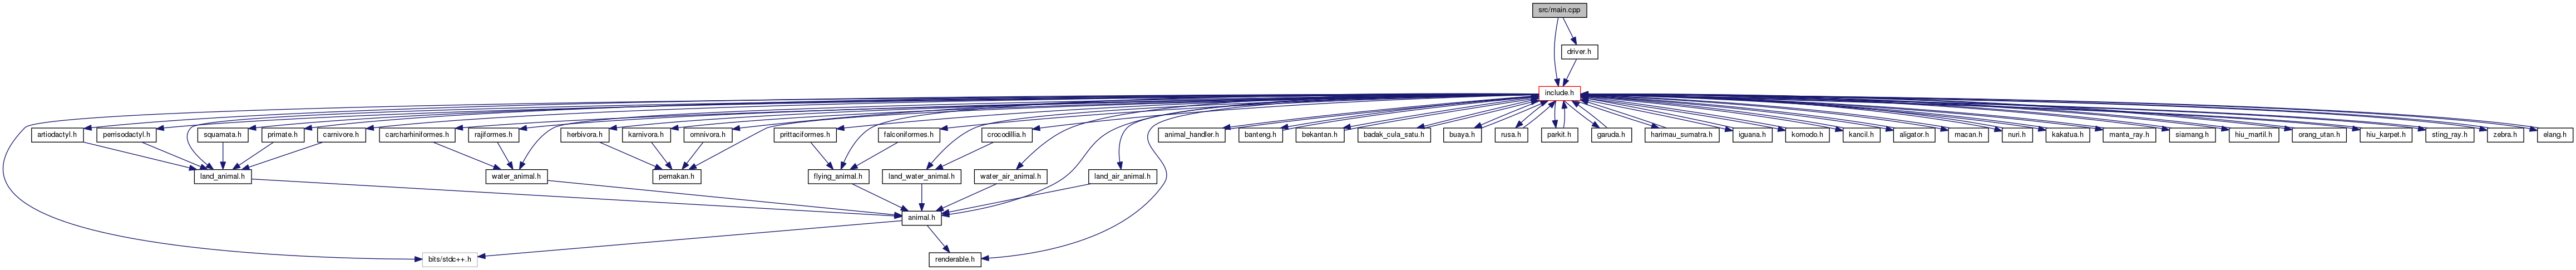 src/main.cpp
driver.h
include.h
artiodactyl.h
perrisodactyl.h
squamata.h
primate.h
carnivore.h
carcharhiniformes.h
rajiformes.h
herbivora.h
karnivora.h
omnivora.h
prittaciformes.h
falconiformes.h
crocodillia.h
animal_handler.h
banteng.h
bekantan.h
badak_cula_satu.h
buaya.h
rusa.h
parkit.h
garuda.h
harimau_sumatra.h
iguana.h
komodo.h
kancil.h
aligator.h
macan.h
nuri.h
kakatua.h
manta_ray.h
siamang.h
hiu_martil.h
orang_utan.h
hiu_karpet.h
sting_ray.h
zebra.h
elang.h
land_animal.h
water_animal.h
pemakan.h
flying_animal.h
land_water_animal.h
water_air_animal.h
land_air_animal.h
animal.h
bits/stdc++.h
renderable.h